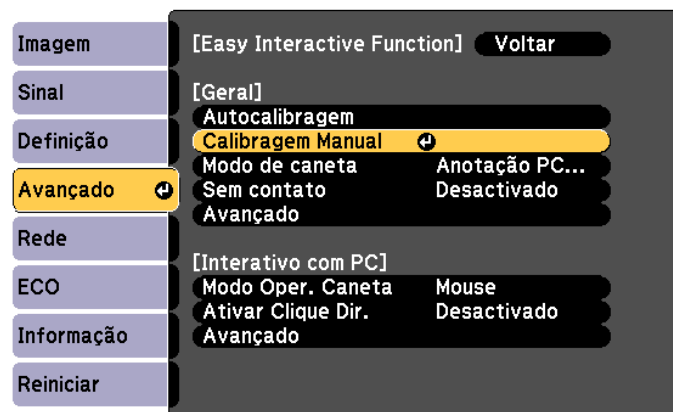 Imagem
Sinal
Definição
Avançado
Rede
ECO
Informação
Reiniciar
[Easy Interactive Function] Voltar
[Geral]
Autocalibragem
Calibragem Manual
Modo de caneta Anotação PC...
Sem contato Desactivado
Avançado
[Interativo com PC]
Modo Oper. Caneta Mouse
Ativar Clique Dir. Desactivado
Avançado